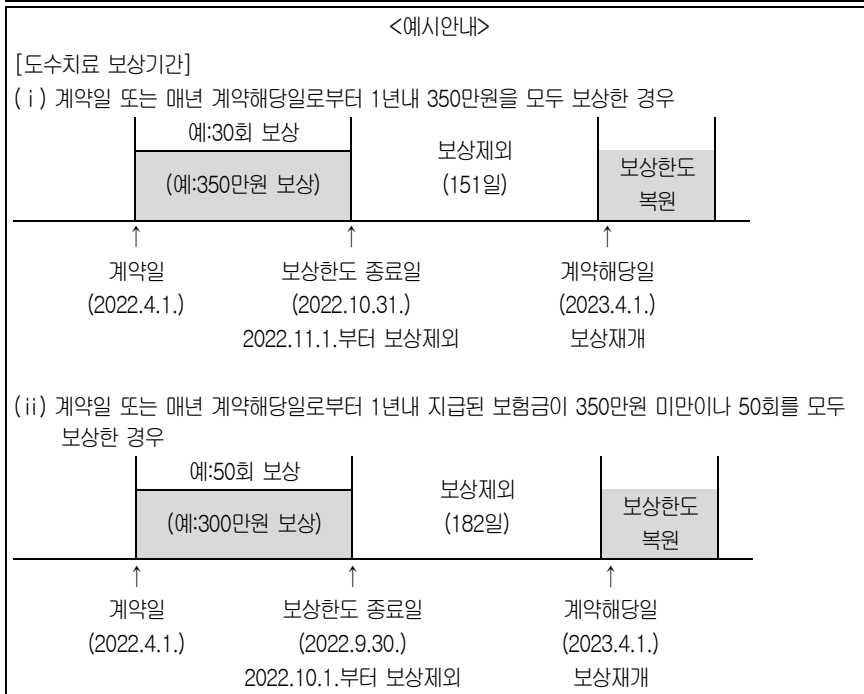 <예시안내>
[도수치료 보상기간]
(ⅰ) 계약일 또는 매년 계약해당일로부터 1년내 350만원을 모두 보상한 경우
예:30회 보상
(예:350만원 보상)
보상제외
(151일)
보상한도
복원
↑ ↑ ↑
계약일 보상한도 종료일 계약해당일
(2022.4.1.) (2022.10.31.) (2023.4.1.)
2022.11.1.부터 보상제외 보상재개
(ⅱ) 계약일 또는 매년 계약해당일로부터 1년내 지급된 보험금이 350만원 미만이나 50회를 모두
보상한 경우
예:50회 보상
(예:300만원 보상)
보상제외
(182일)
보상한도
복원
↑ ↑ ↑
계약일 보상한도 종료일 계약해당일
(2022.4.1.) (2022.9.30.) (2023.4.1.)
2022.10.1.부터 보상제외 보상재개